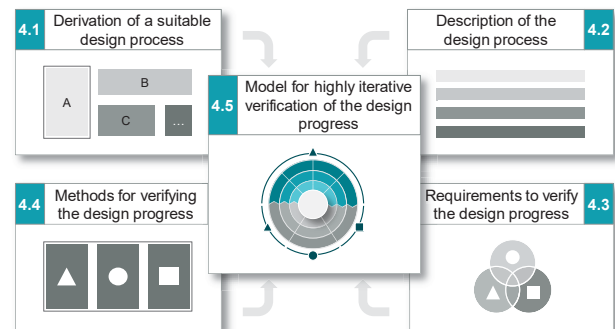 4.1
Derivation of a suitable
design process
A
B
C
...
Description of the
design process
4.2
4.5
Model for highly iterative
verification of the design
progress
4.4
Methods for verifying
the design progress
Requirements to verify
the design progress
4.3